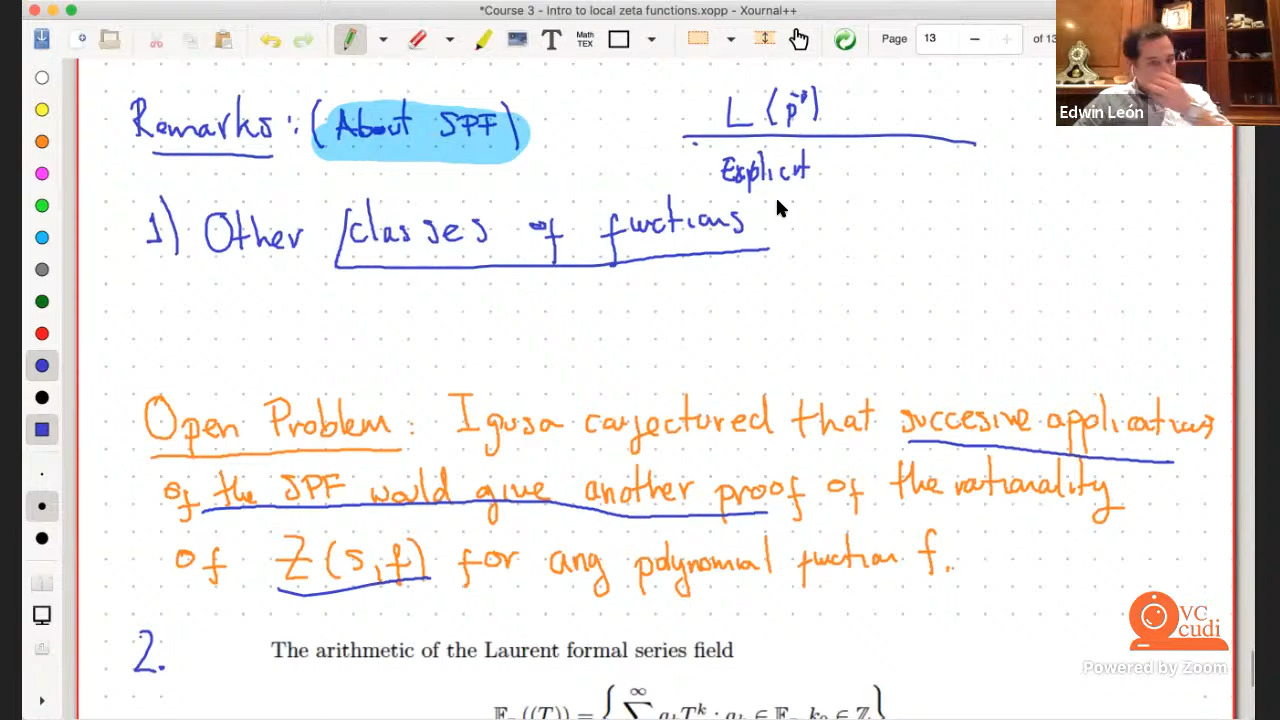 *Course 3 - Intro to local zeta functions.xopp - Xournal++
Math TEX
Page 13 of 13
Edwin León
Remarks : (About SPF)
L (p^-s)
Explicit
1) Other classes of functions
Open Problem: Igusa conjectured that succesive applications
of the SPF would give another proof of the rationality
of Z(s,f) for any polynomial function f.
2. The arithmetic of the Laurent formal series field
((T)) = { ∞ ∑
VC cudi
Powered by Zoom